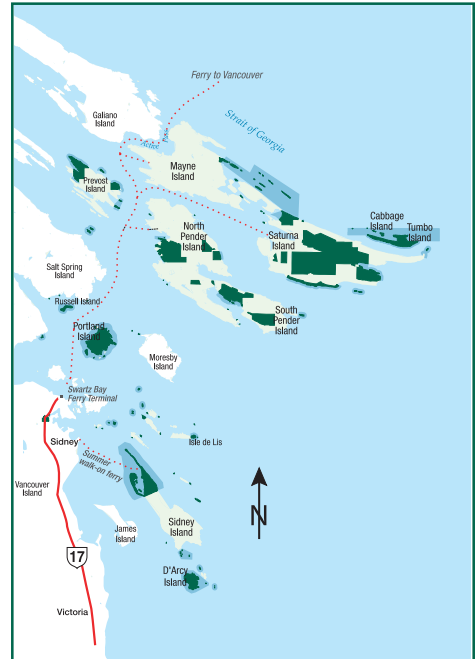 Ferry to Vancouver
Galiano
Island
Strait of Georgia
Active Pass
Mayne
Island
Prevost
Island
Cabbage
Island
Tumbo
Island
North
Pender
Island
Saturna
Island
Salt Spring
Island
Russell Island
South
Pender
Island
Portland
Island
Moresby
Island
Swartz Bay
Ferry Terminal
Sidney
Isle de Lis
Summer
walk-on ferry
Vancouver
Island
N
Sidney
Island
James
Island
17
D'Arcy
Island
Victoria